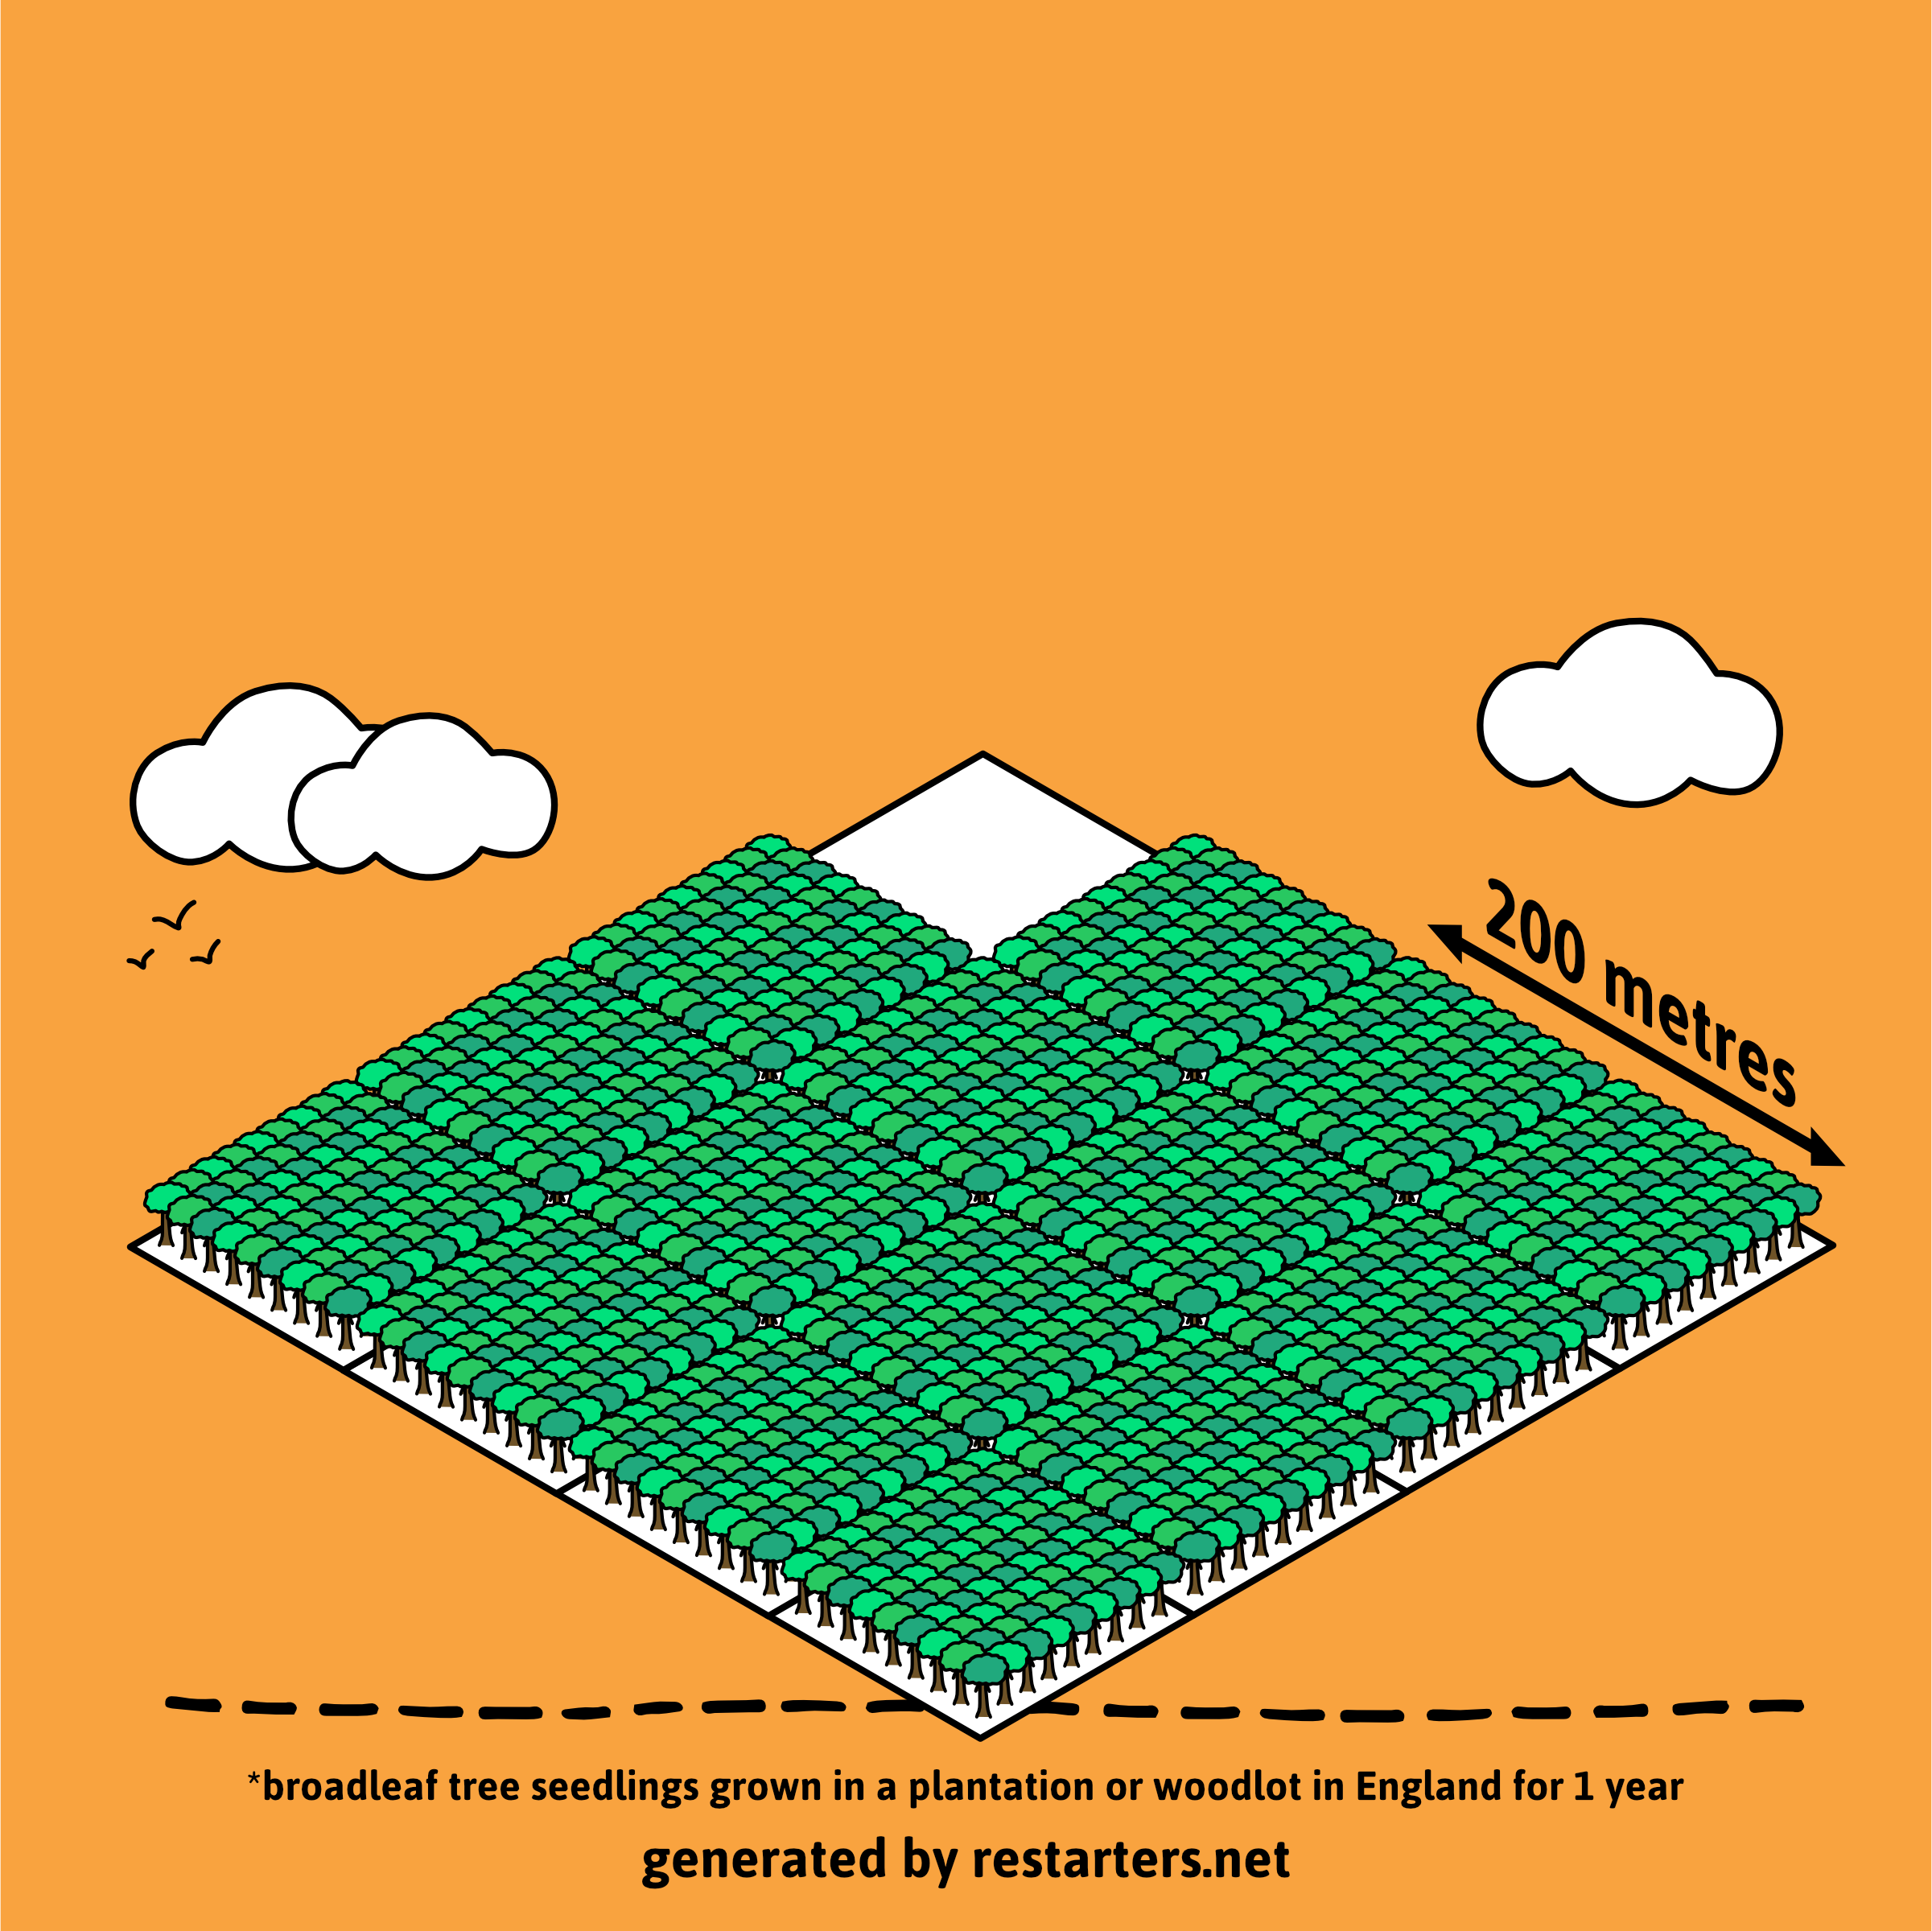 200 metres
*broadleaf tree seedlings grown in a plantation or woodlot in England for 1 year
generated by restarters.net